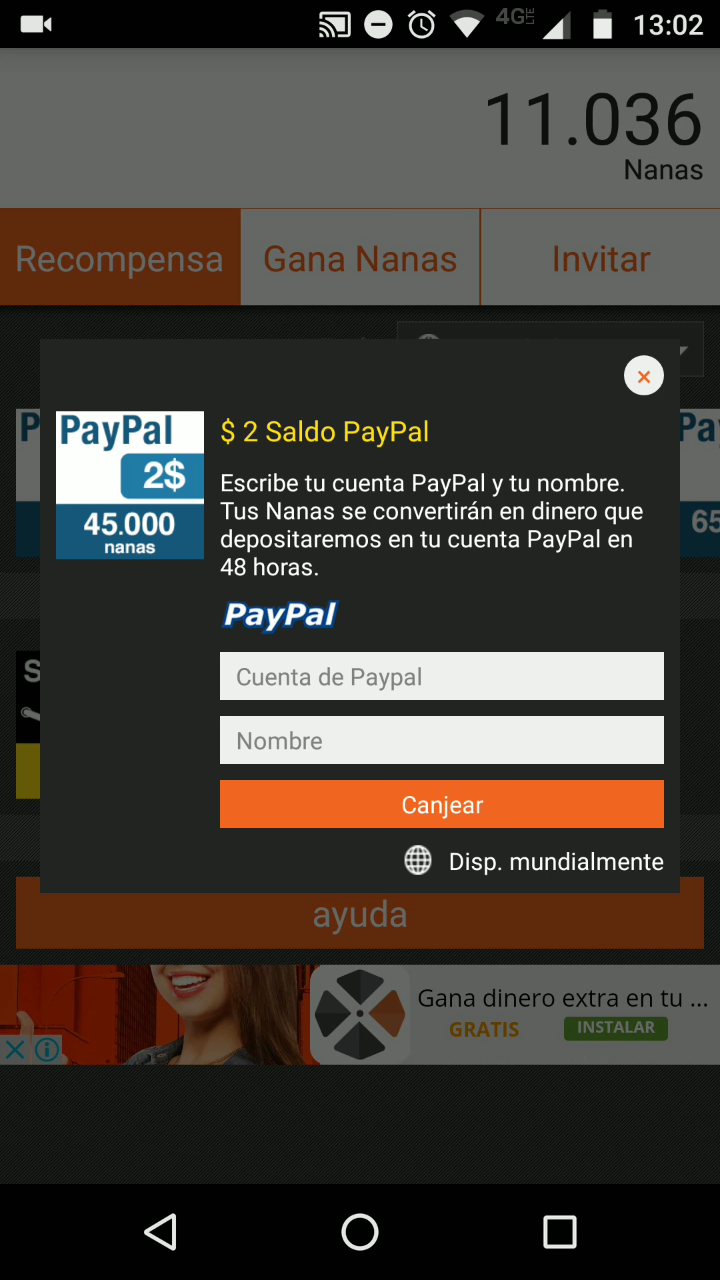 4G LTE 13:02
11.036
Nanas
Recompensa Gana Nanas Invitar
PayPal
2$
45.000
nanas
$ 2 Saldo PayPal
Escribe tu cuenta PayPal y tu nombre.
Tus Nanas se convertirán en dinero que
depositaremos en tu cuenta PayPal en
48 horas.
PayPal
Cuenta de Paypal
Nombre
Canjear
Disp. mundialmente
ayuda
Gana dinero extra en tu ...
GRATIS INSTALAR